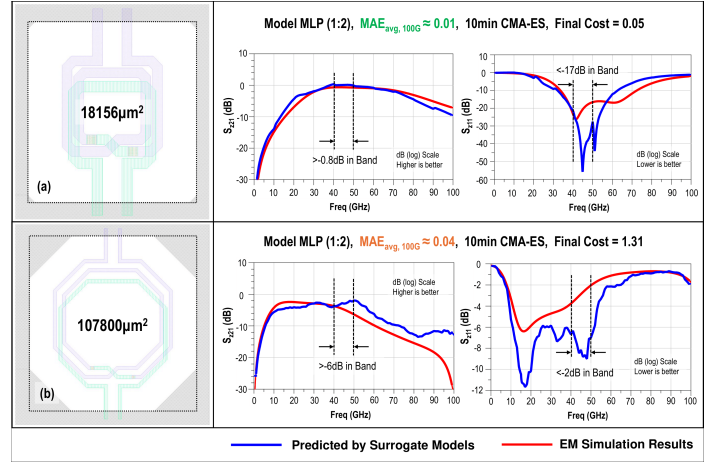 Model MLP (1:2), MAEavg, 100G ≈ 0.01, 10min CMA-ES, Final Cost = 0.05
18156µm²
(a)
10
0
-10
-20
-30
Sz21 (dB)
>-0.8dB in Band
dB (log) Scale
Higher is better
0 10 20 30 40 50 60 70 80 90 100
Freq (GHz)
10
0
-10
-20
-30
-40
-50
-60
Sz11 (dB)
<-17dB in Band
dB (log) Scale
Lower is better
0 10 20 30 40 50 60 70 80 90 100
Freq (GHz)
Model MLP (1:2), MAEavg, 100G ≈ 0.04, 10min CMA-ES, Final Cost = 1.31
107800µm²
(b)
10
0
-10
-20
-30
Sz21 (dB)
dB (log) Scale
Higher is better
>-6dB in Band
0 10 20 30 40 50 60 70 80 90 100
Freq (GHz)
0
-2
-4
-6
-8
-10
-12
Sz11 (dB)
<-2dB in Band
dB (log) Scale
Lower is better
0 10 20 30 40 50 60 70 80 90 100
Freq (GHz)
Predicted by Surrogate Models
EM Simulation Results